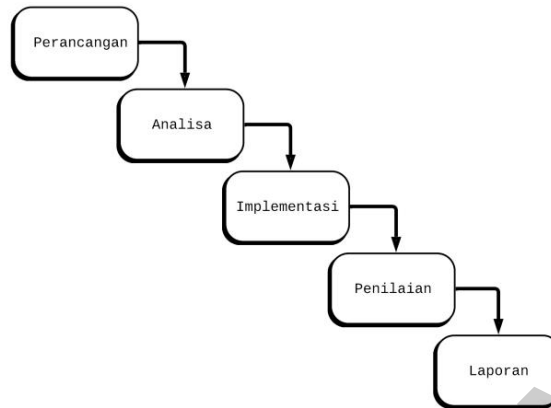 Perancangan
Analisa
Implementasi
Penilaian
Laporan